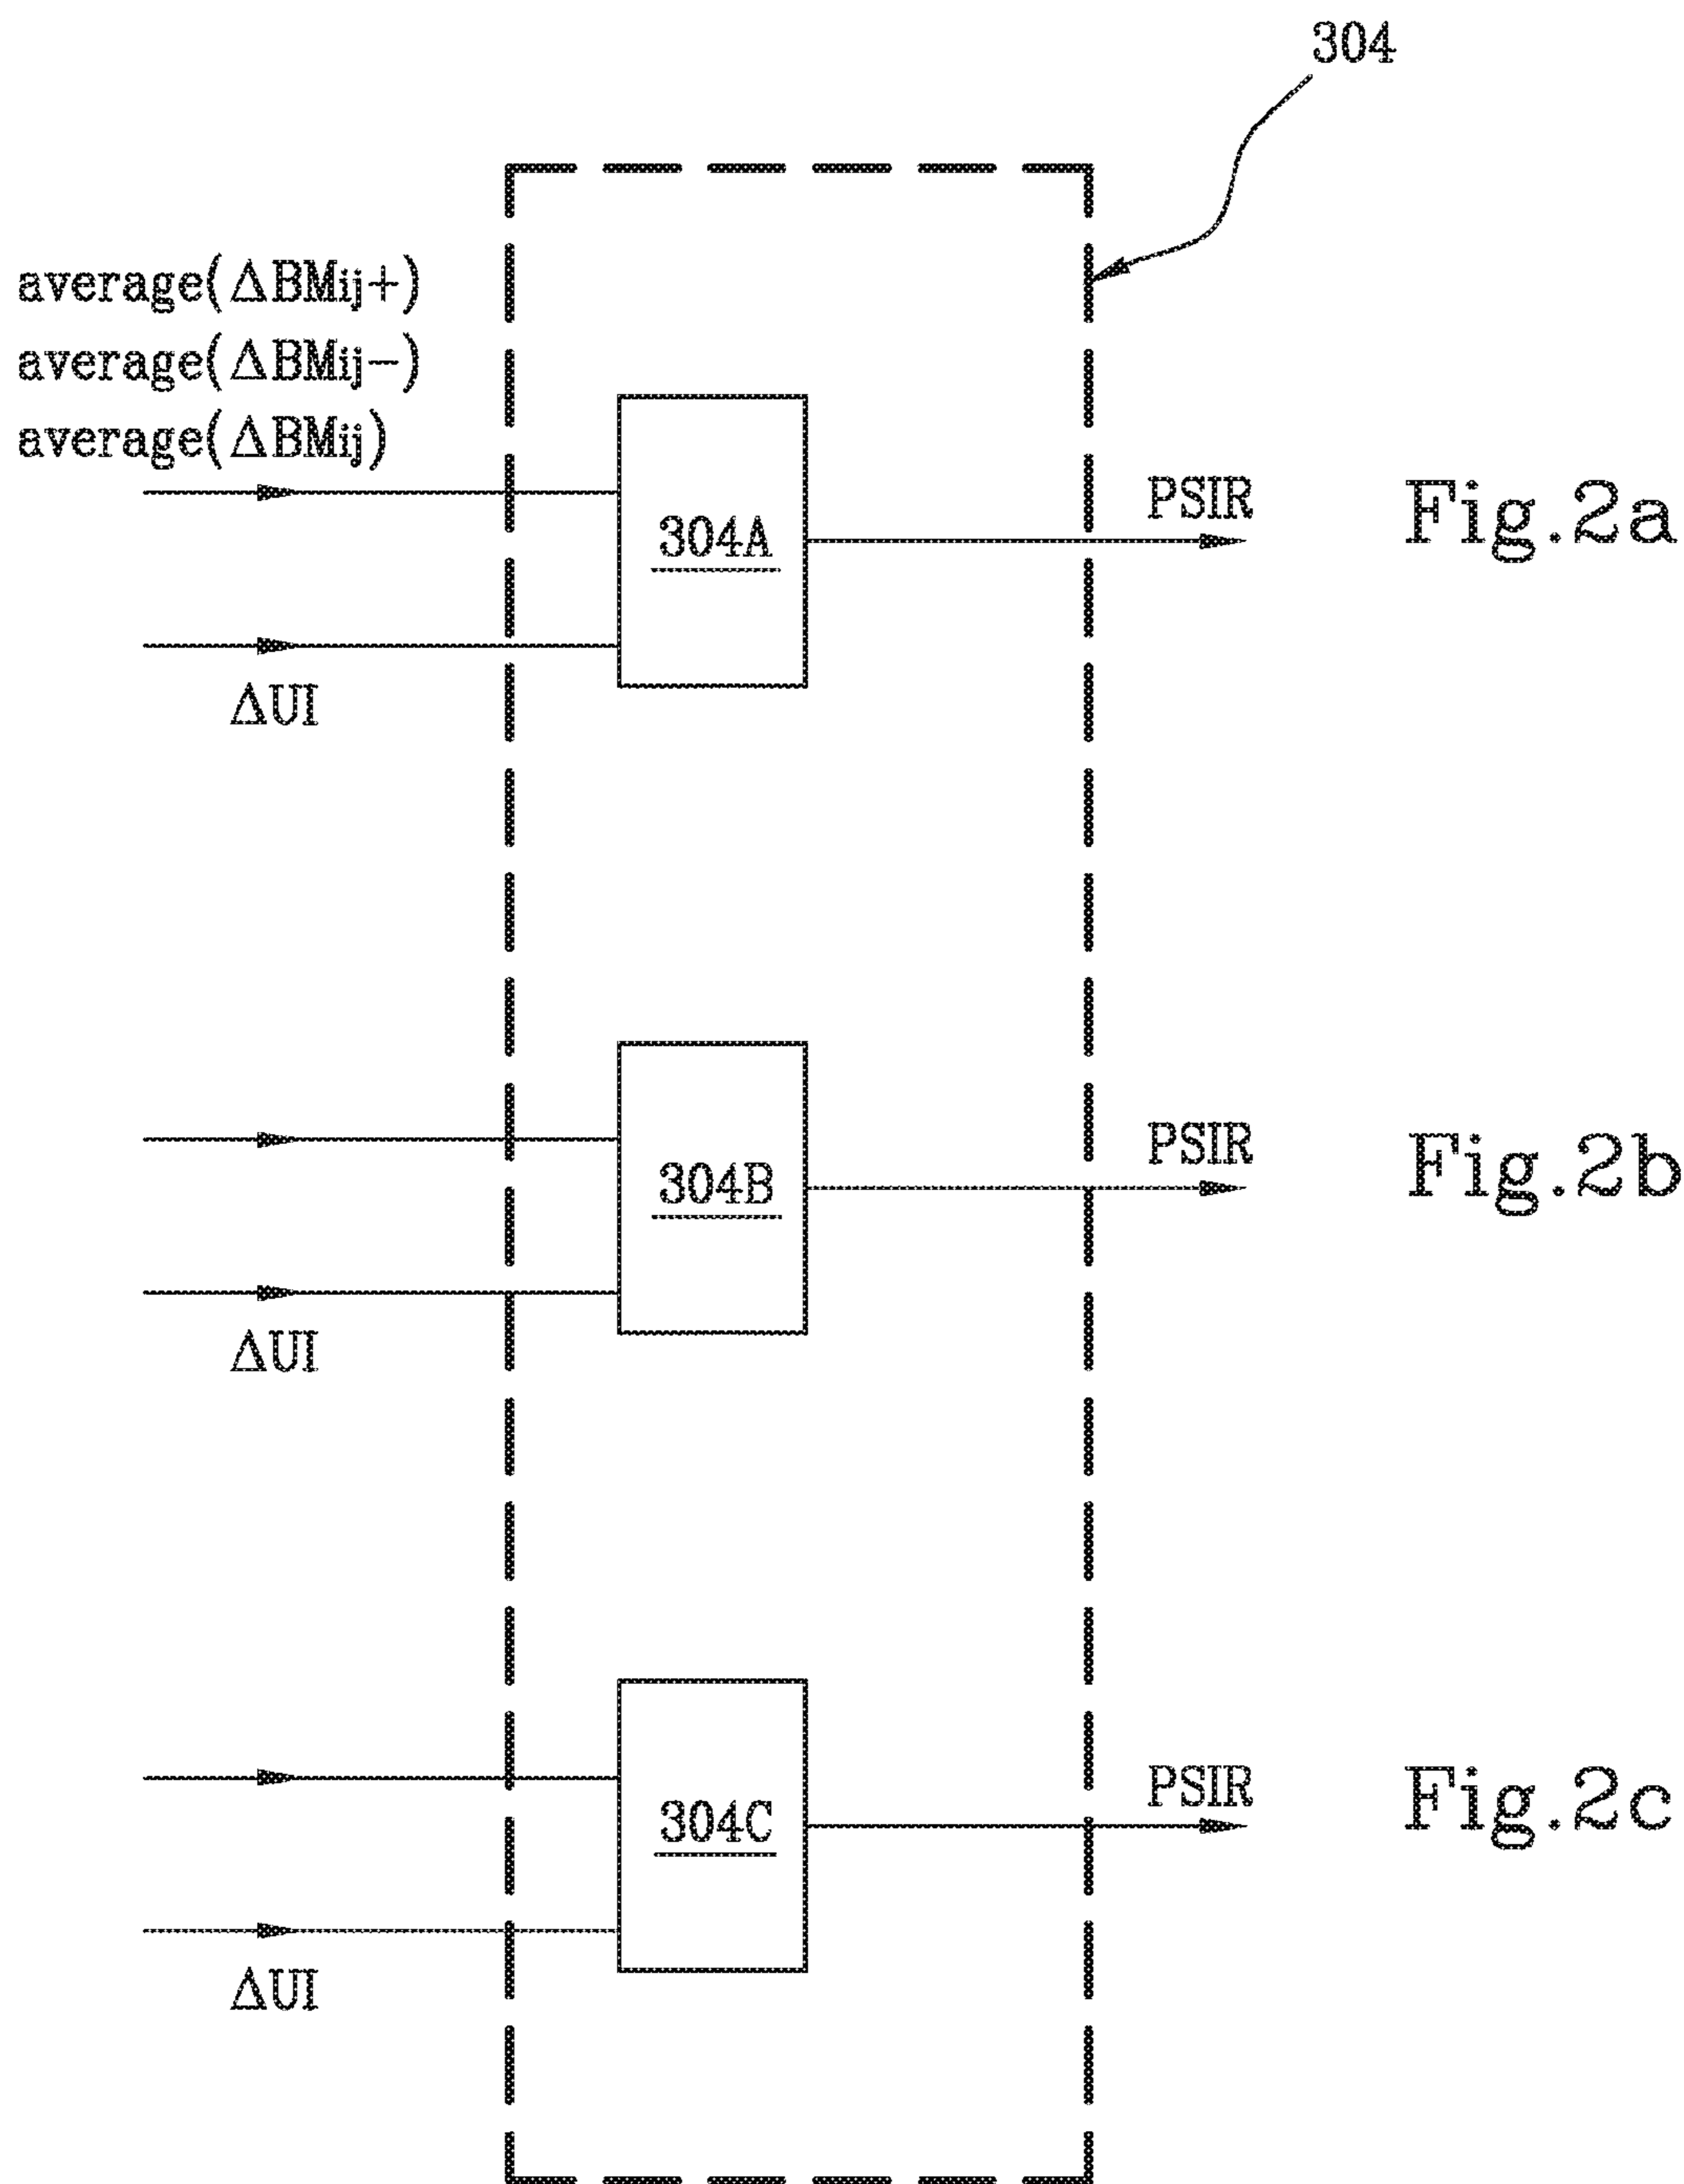 304
average(ΔBMij+)
average(ΔBMij-)
average(ΔBMij)
304A
PSIR
Fig.2a
ΔUI
304B
PSIR
Fig.2b
ΔUI
304C
PSIR
Fig.2c
ΔUI